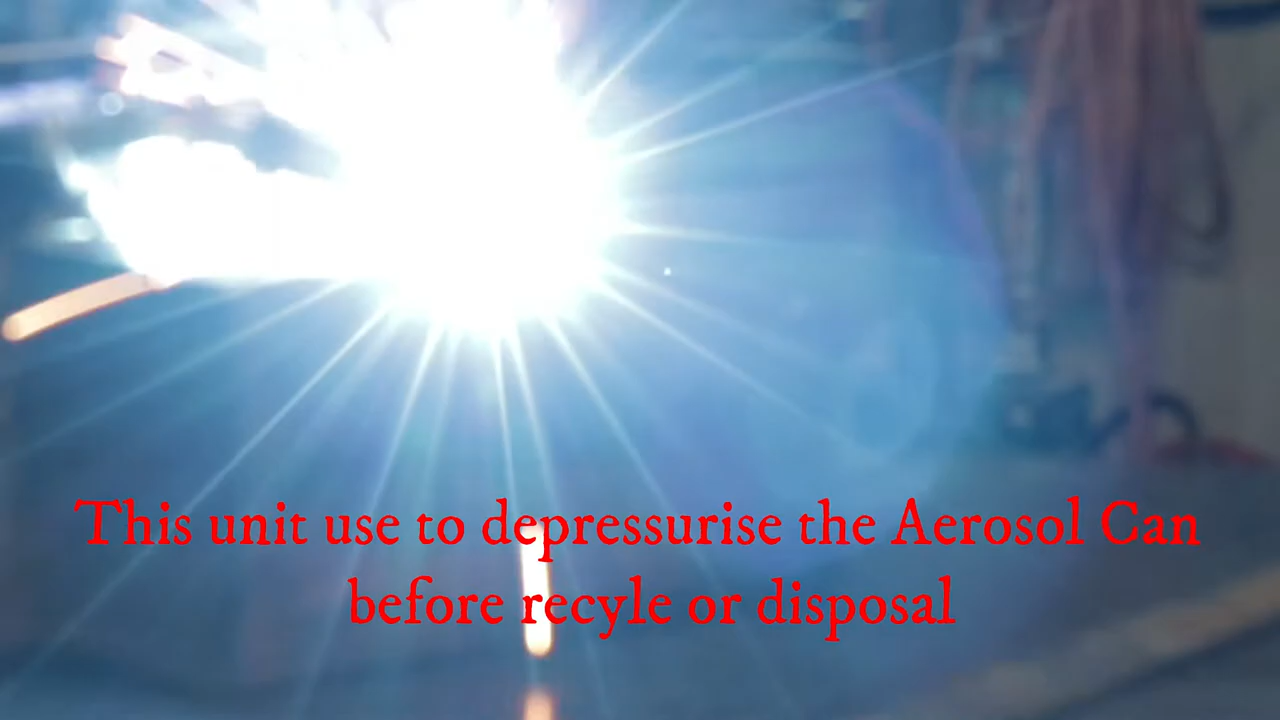 This unit use to depressurise the Aerosol Can
before recyle or disposal